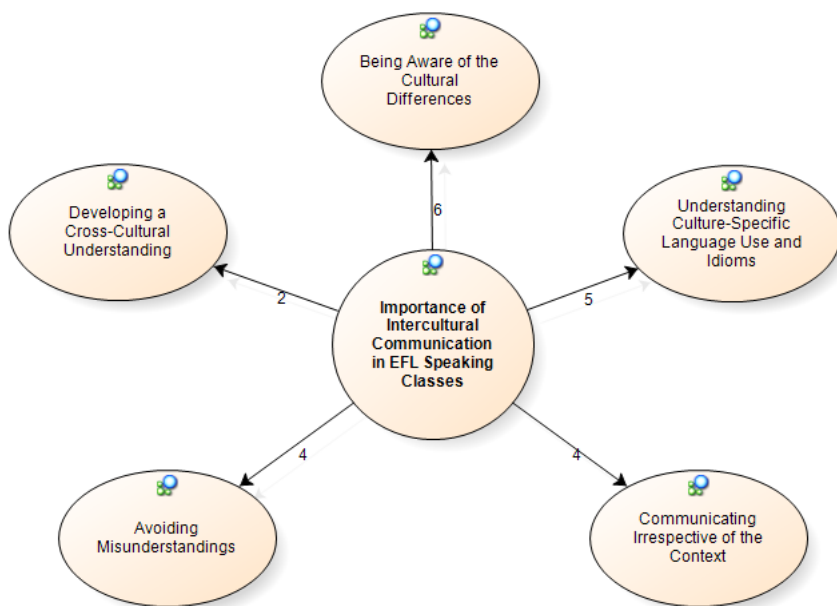 Being Aware of the
Cultural
Differences
Developing a
Cross-Cultural
Understanding
Understanding
Culture-Specific
Language Use and
Idioms
6
2
5
Importance of
Intercultural
Communication
in EFL Speaking
Classes
4
4
Avoiding
Misunderstandings
Communicating
Irrespective of the
Context